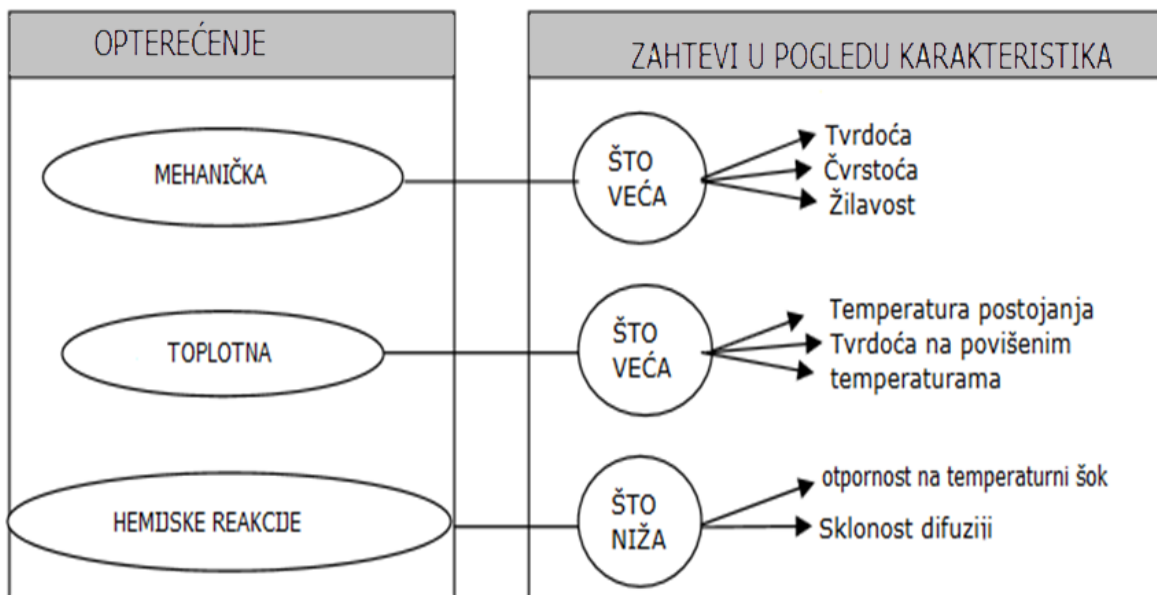 OPTEREĆENJE
ZAHTEVI U POGLEDU KARAKTERISTIKA
MEHANIČKA
ŠTO
VEĆA
Tvrdoća
Čvrstoća
Žilavost
TOPLOTNA
ŠTO
VEĆA
Temperatura postojanja
Tvrdoća na povišenim
temperaturama
HEMIJSKE REAKCIJE
ŠTO
NIŽA
otpornost na temperaturni šok
Sklonost difuziji